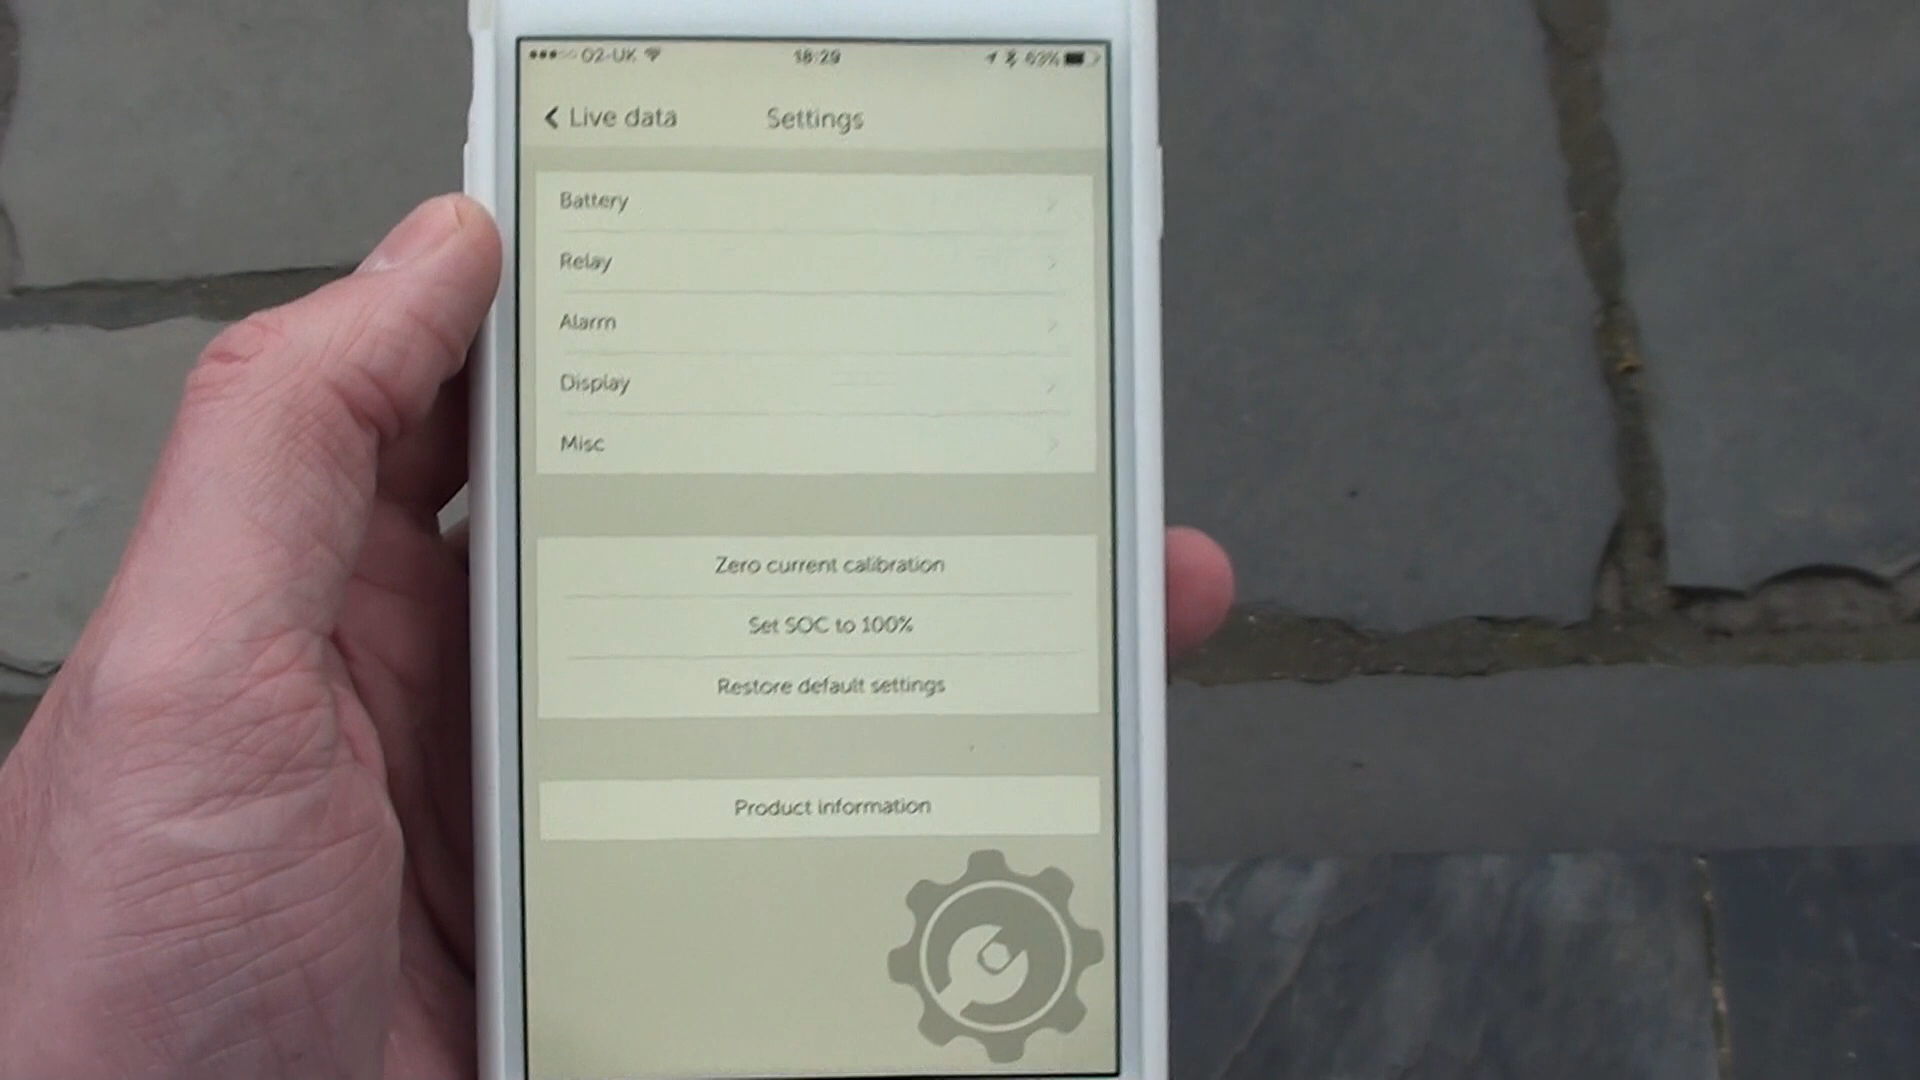 O2-UK 18:29 63%
Live data Settings
Battery
Relay
Alarm
Display
Misc
Zero current calibration
Set SOC to 100%
Restore default settings
Product information